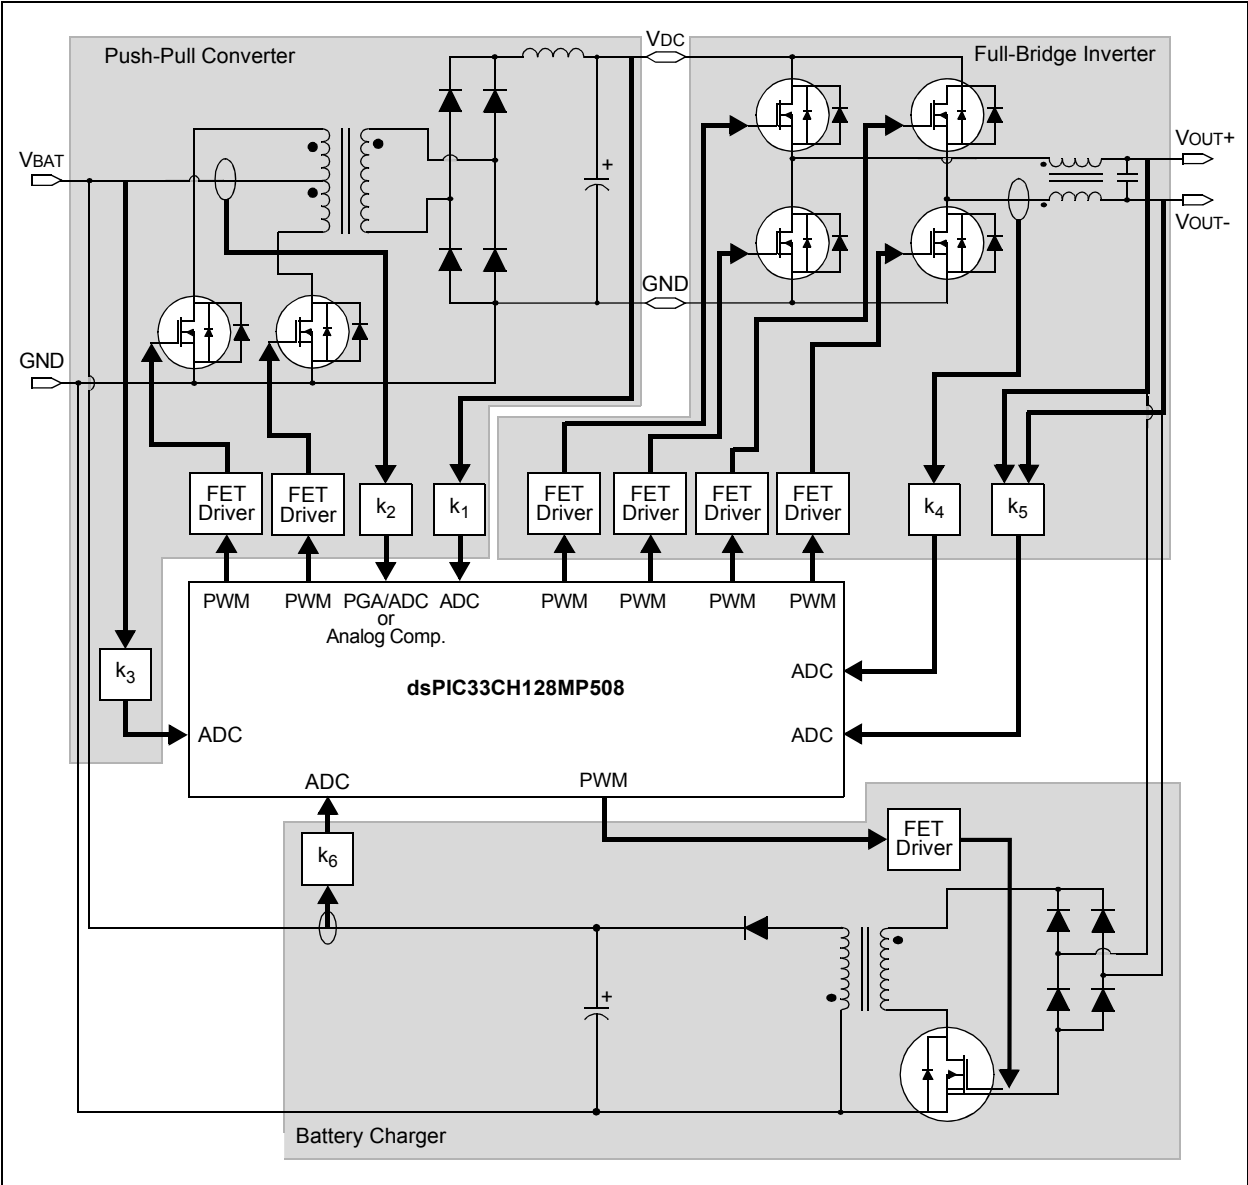 Push-Pull Converter
VDC
Full-Bridge Inverter
VBAT
+
VOUT+
VOUT-
GND
GND
FET
Driver
FET
Driver
k2
k1
FET
Driver
FET
Driver
FET
Driver
FET
Driver
k4
k5
PWM
PWM
PGA/ADC
or
Analog Comp.
ADC
PWM
PWM
PWM
PWM
k3
ADC
dsPIC33CH128MP508
ADC
ADC
ADC
PWM
k6
FET
Driver
+
Battery Charger